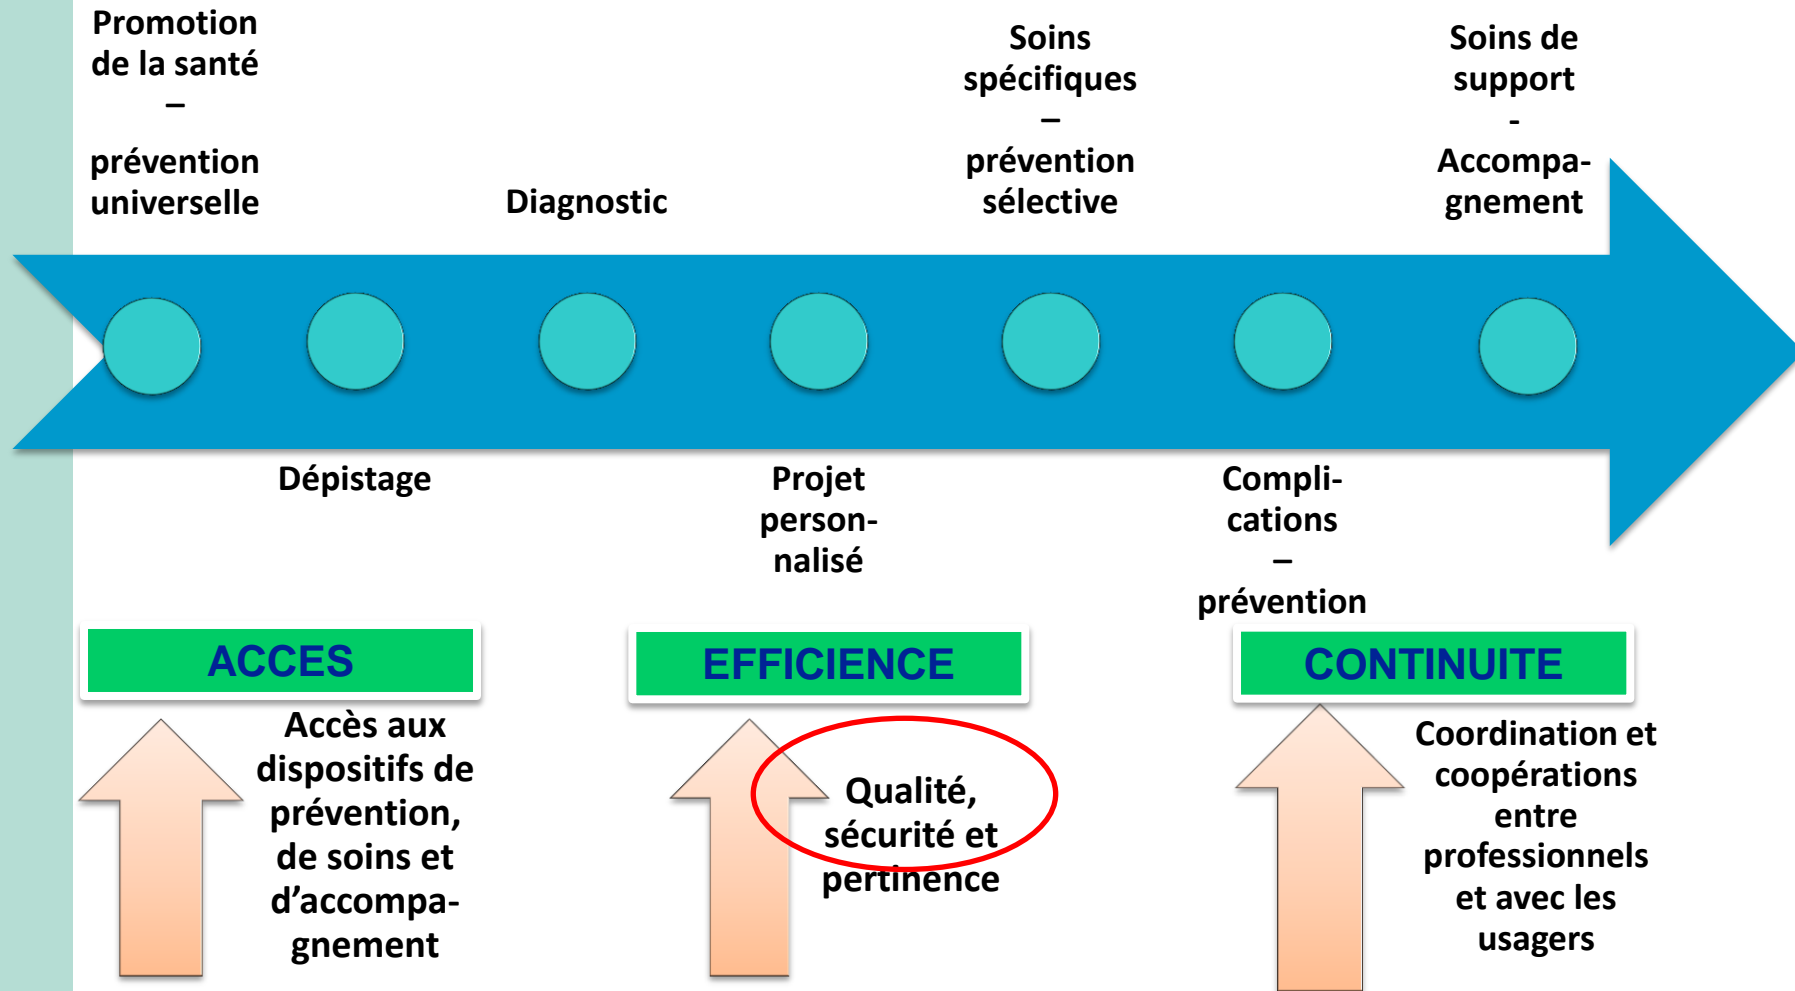 Promotion
de la santé
–
prévention
universelle
Diagnostic
Soins
spécifiques
–
prévention
sélective
Soins de
support
-
Accompa-
gnement
Dépistage
Projet
person-
nalisé
Compli-
cations
–
prévention
ACCES
EFFICIENCE
CONTINUITE
Accès aux
dispositifs de
prévention,
de soins et
d’accompa-
gnement
Qualité,
sécurité et
pertinence
Coordination et
coopérations
entre
professionnels
et avec les
usagers